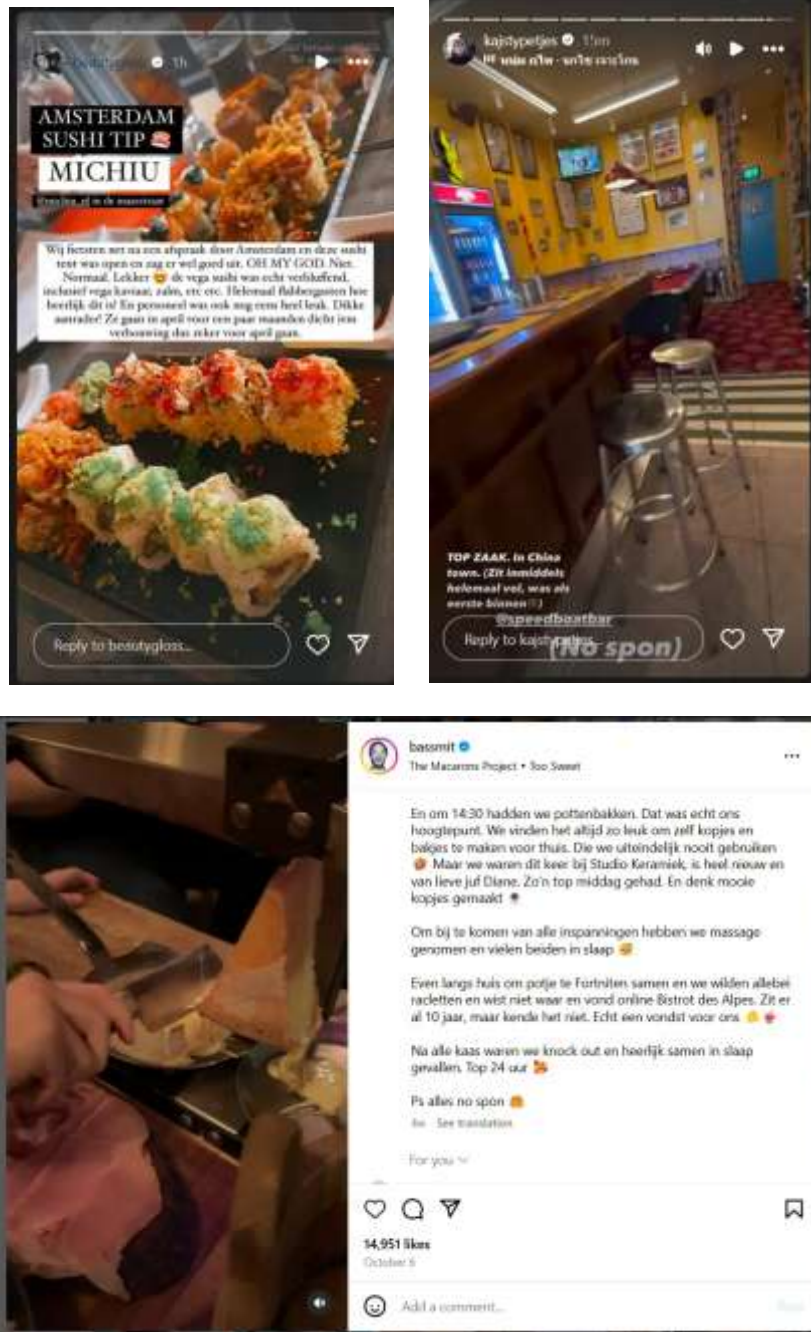 1h
AMSTERDAM
SUSHI TIP 🍣
MICHIU
in de maasstraat
Wij fietsten net na een afspraak door Amsterdam en deze sushi
tent was open en zag er wel goed uit. OH MY GOD. Niet.
Normaal. Lekker 🤩 de vega sushi was echt verbluffend,
inclusief vega kaviaar, zalm, etc etc. Helemaal flabbergasten hoe
heerlijk dit is! En personeel was ook nog eens heel leuk. Dikke
aanrader! Ze gaan in april voor een paar maanden dicht ivm
verbouwing dus zeker voor april gaan.
Reply to beautygloss...
kajstypetjes
TOP ZAAK. In China
town. (Zit inmiddels
helemaal vol, was als
eerste binnen)
@speedboatbar
Reply to kajstypetjes...
(No spon)
bassmit
The Macarons Project • Too Sweet
En om 14:30 hadden we pottenbakken. Dat was echt ons
hoogtepunt. We vinden het altijd zo leuk om zelf kopjes en
bakjes te maken voor thuis. Die we uiteindelijk nooit gebruiken
🤣 Maar we waren dit keer bij Studio Keramiek, is heel nieuw en
van lieve juf Diane. Zo'n top middag gehad. En denk mooie
kopjes gemaakt 🌹
Om bij te komen van alle inspanningen hebben we massage
genomen en vielen beiden in slaap 😴
Even langs huis om potje te Fortniten samen en we wilden allebei
racletten en wist niet waar en vond online Bistrot des Alpes. Zit er
al 10 jaar, maar kende het niet. Echt een vondst voor ons
Na alle kaas waren we knock out en heerlijk samen in slaap
gevallen. Top 24 uur
Ps alles no spon
See translation
For you
14,951 likes
October 6
Add a comment...